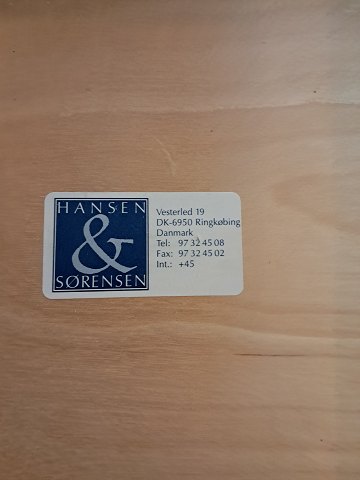 HANSEN
&
SØRENSEN
Vesterled 19
DK-6950 Ringkøbing
Danmark
Tel: 97 32 45 08
Fax: 97 32 45 02
Int.: +45